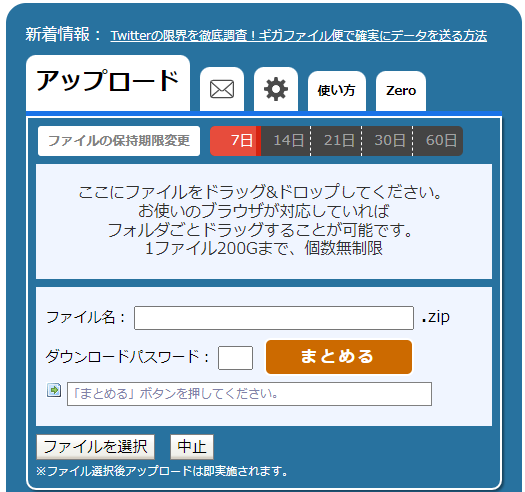 新着情報： Twitterの限界を徹底調査！ギガファイル便で確実にデータを送る方法
アップロード 使い方 Zero
ファイルの保持期限変更 7日 14日 21日 30日 60日
ここにファイルをドラッグ&ドロップしてください。
お使いのブラウザが対応していれば
フォルダごとドラッグすることが可能です。
1ファイル200Gまで、個数無制限
ファイル名： .zip
ダウンロードパスワード： まとめる
「まとめる」ボタンを押してください。
ファイルを選択 中止
※ファイル選択後アップロードは即実施されます。